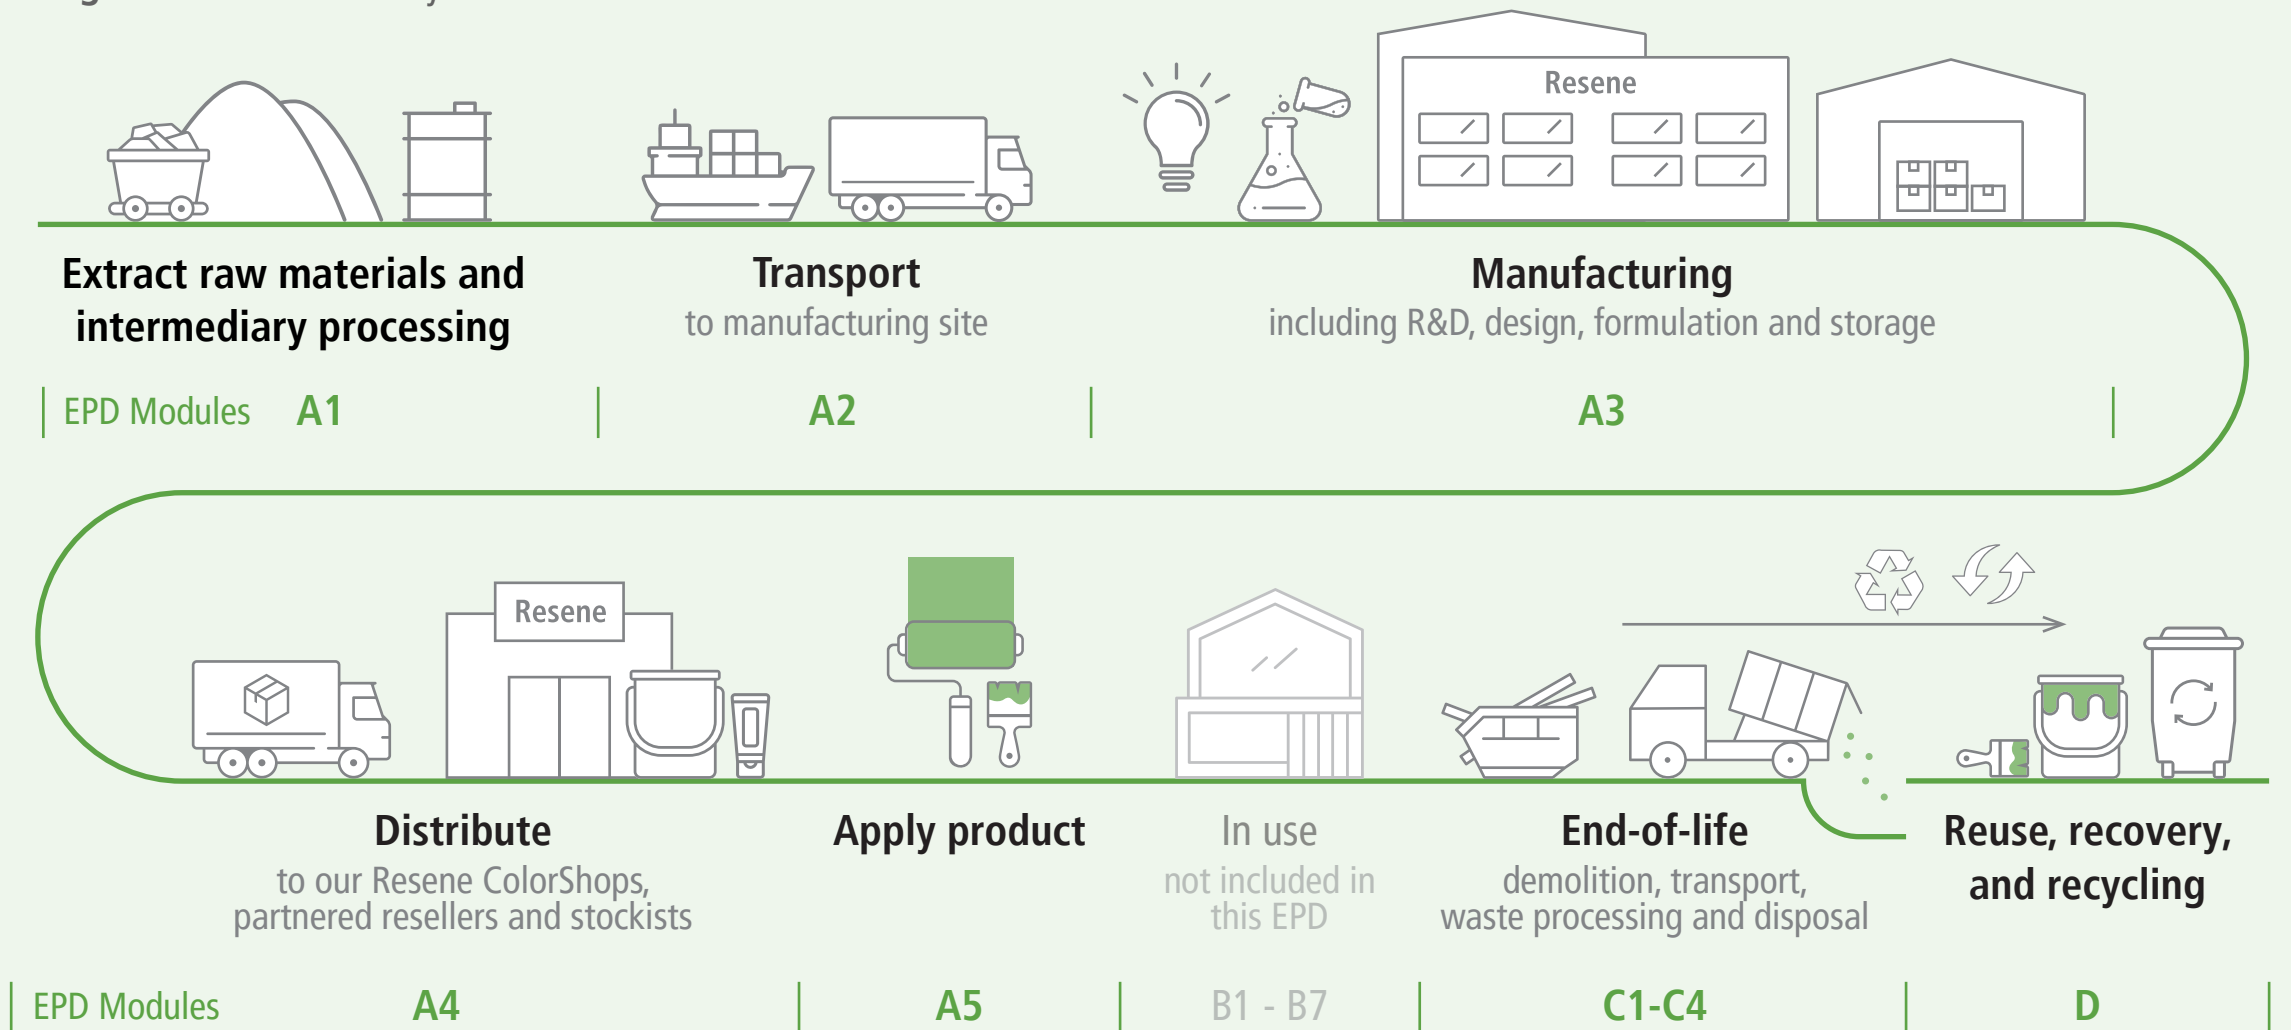 Resene
Extract raw materials and
intermediary processing
Transport
to manufacturing site
Manufacturing
including R&D, design, formulation and storage
EPD Modules A1
A2
A3
Resene
Distribute
to our Resene ColorShops,
partnered resellers and stockists
Apply product
In use
not included in
this EPD
End-of-life
demolition, transport,
waste processing and disposal
Reuse, recovery,
and recycling
EPD Modules A4
A5
B1 - B7
C1-C4
D